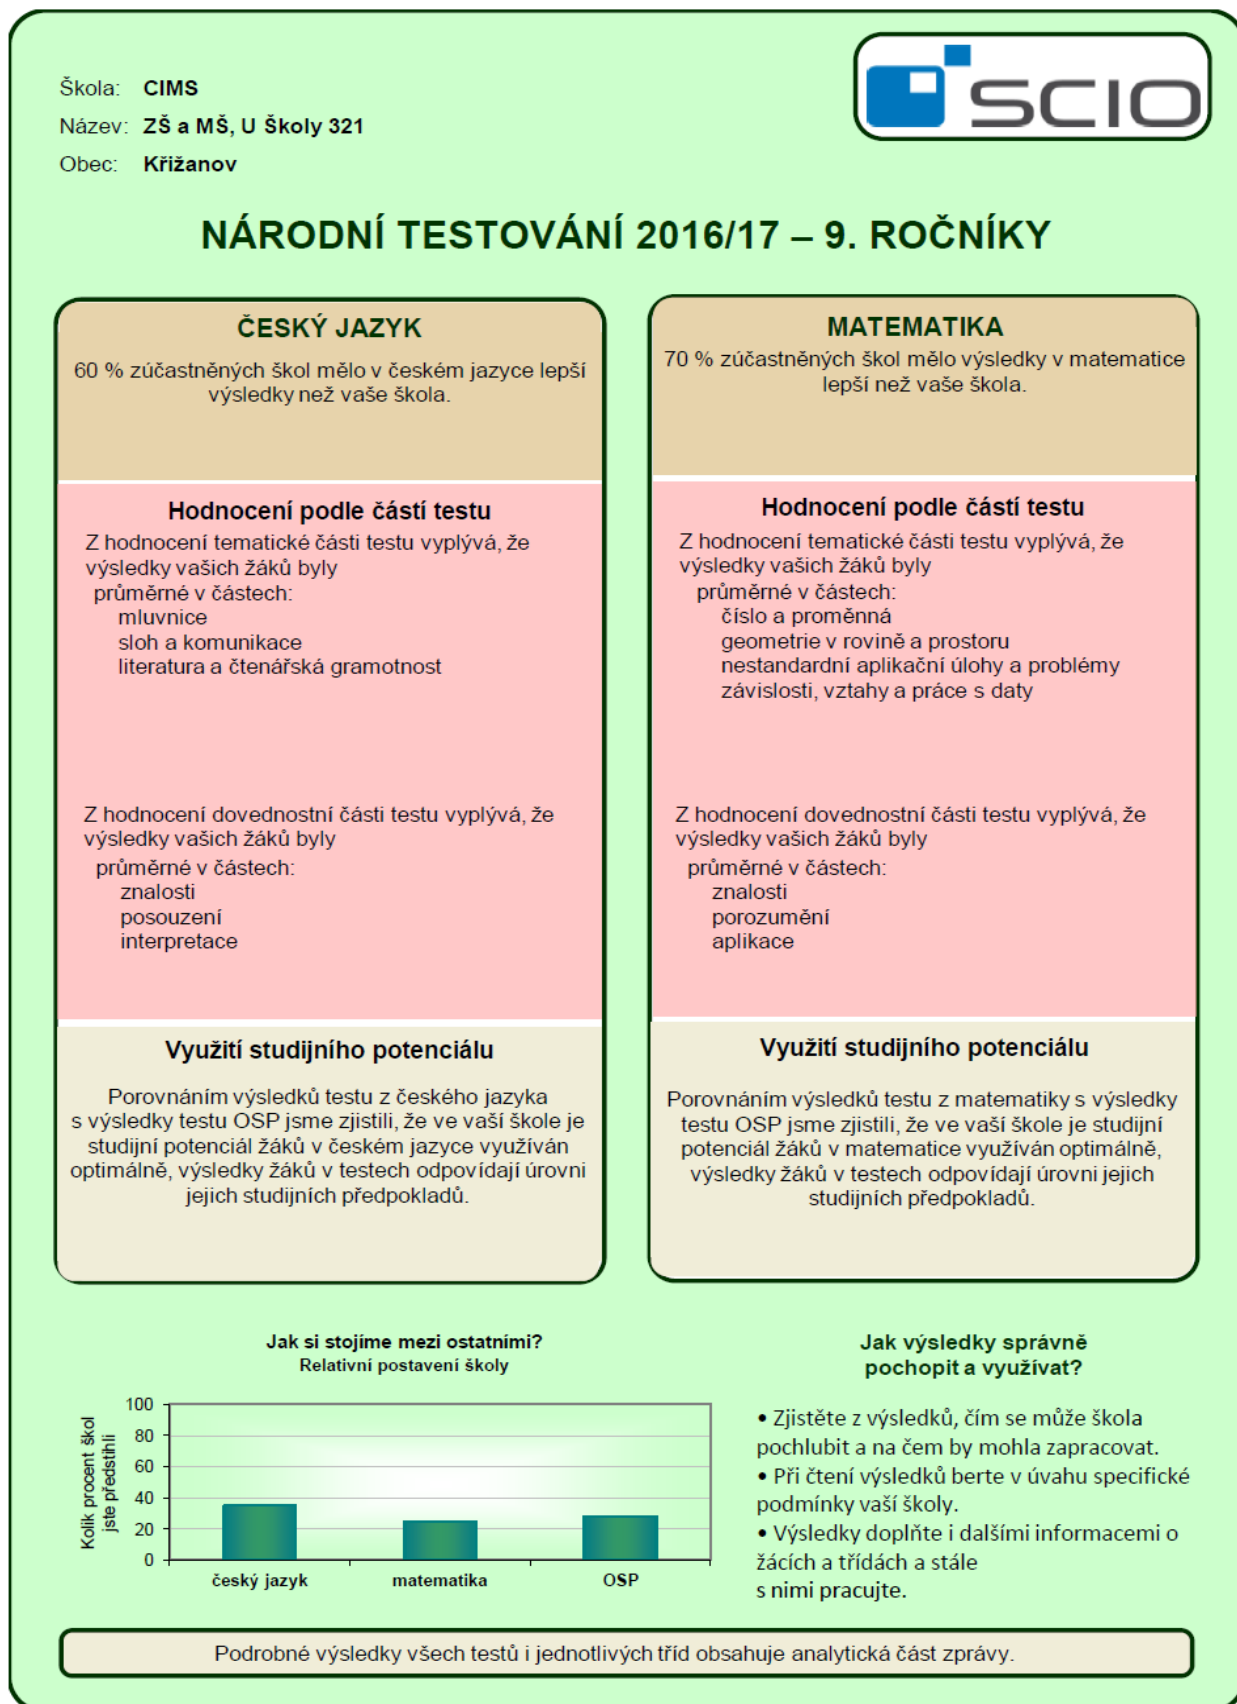 Škola: CIMS
Název: ZŠ a MŠ, U Školy 321
Obec: Křižanov
SCIO
NÁRODNÍ TESTOVÁNÍ 2016/17 – 9. ROČNÍKY
ČESKÝ JAZYK
60 % zúčastněných škol mělo v českém jazyce lepší
výsledky než vaše škola.
Hodnocení podle částí testu
Z hodnocení tematické části testu vyplývá, že
výsledky vašich žáků byly
průměrné v částech:
mluvnice
sloh a komunikace
literatura a čtenářská gramotnost
Z hodnocení dovednostní části testu vyplývá, že
výsledky vašich žáků byly
průměrné v částech:
znalosti
posouzení
interpretace
Využití studijního potenciálu
Porovnáním výsledků testu z českého jazyka
s výsledky testu OSP jsme zjistili, že ve vaší škole je
studijní potenciál žáků v českém jazyce využíván
optimálně, výsledky žáků v testech odpovídají úrovni
jejich studijních předpokladů.
MATEMATIKA
70 % zúčastněných škol mělo výsledky v matematice
lepší než vaše škola.
Hodnocení podle částí testu
Z hodnocení tematické části testu vyplývá, že
výsledky vašich žáků byly
průměrné v částech:
číslo a proměnná
geometrie v rovině a prostoru
nestandardní aplikační úlohy a problémy
závislosti, vztahy a práce s daty
Z hodnocení dovednostní části testu vyplývá, že
výsledky vašich žáků byly
průměrné v částech:
znalosti
porozumění
aplikace
Využití studijního potenciálu
Porovnáním výsledků testu z matematiky s výsledky
testu OSP jsme zjistili, že ve vaší škole je studijní
potenciál žáků v matematice využíván optimálně,
výsledky žáků v testech odpovídají úrovni jejich
studijních předpokladů.
Jak si stojíme mezi ostatními?
Relativní postavení školy
Kolik procent škol
jste předstihli
100
80
60
40
20
0
český jazyk matematika OSP
Jak výsledky správně
pochopit a využívat?
• Zjistěte z výsledků, čím se může škola
pochlubit a na čem by mohla zapracovat.
• Při čtení výsledků berte v úvahu specifické
podmínky vaší školy.
• Výsledky doplňte i dalšími informacemi o
žácích a třídách a stále
s nimi pracujte.
Podrobné výsledky všech testů i jednotlivých tříd obsahuje analytická část zprávy.